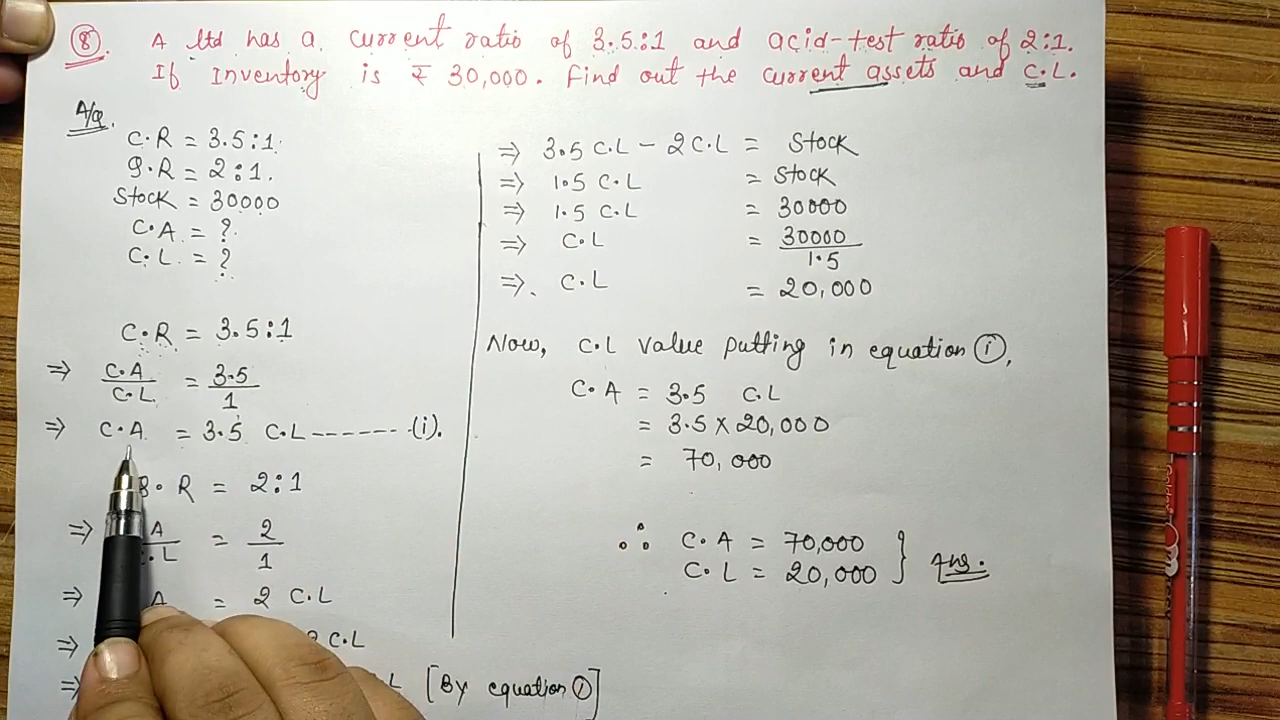 ⑧. A ltd has a current ratio of 3.5:1 and acid-test ratio of 2:1.
If Inventory is ₹ 30,000. Find out the current assets and C.L.
A/Q.
C.R = 3.5:1.
Q.R = 2:1.
Stock = 30000
C.A. = ?
C.L. = ?
C.R = 3.5:1
⇒ C.A / C.L = 3.5 / 1
⇒ C.A = 3.5 C.L ------ (i).
R = 2:1
⇒ A / C.L = 2 / 1
⇒ A = 2 C.L
⇒ 2 C.L
⇒ L [By equation ①]
⇒ 3.5 C.L - 2 C.L = Stock
⇒ 1.5 C.L = Stock
⇒ 1.5 C.L = 30000
⇒ C.L = 30000 / 1.5
⇒. C.L = 20,000
Now, C.L value putting in equation ①,
C.A = 3.5 C.L
= 3.5 × 20,000
= 70,000
∴ C.A = 70,000
C.L = 20,000 } Ans.